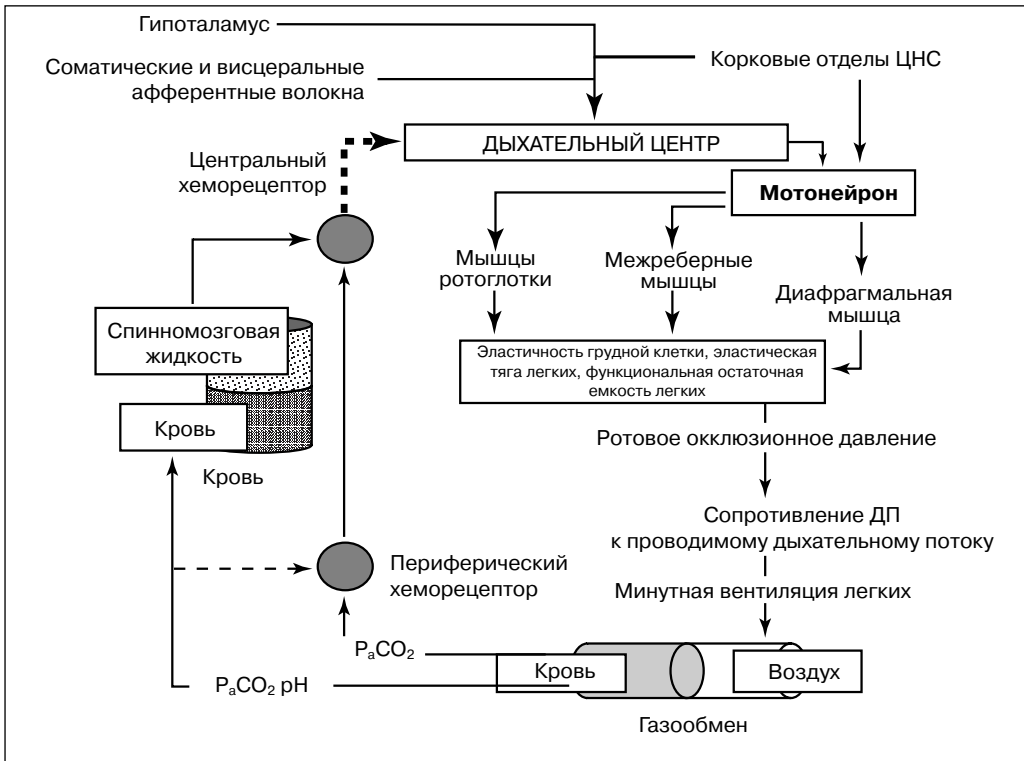 Гипоталамус
Соматические и висцеральные
афферентные волокна
Корковые отделы ЦНС
ДЫХАТЕЛЬНЫЙ ЦЕНТР
Центральный
хеморецептор
Мотонейрон
Мышцы
ротоглотки
Межреберные
мышцы
Диафрагмальная
мышца
Спинномозговая
жидкость
Кровь
Кровь
Эластичность грудной клетки, эластическая
тяга легких, функциональная остаточная
емкость легких
Ротовое окклюзионное давление
Сопротивление ДП
к проводимому дыхательному потоку
Периферический
хеморецептор
Минутная вентиляция легких
PₐCO₂
PₐCO₂ pH
Кровь
Воздух
Газообмен